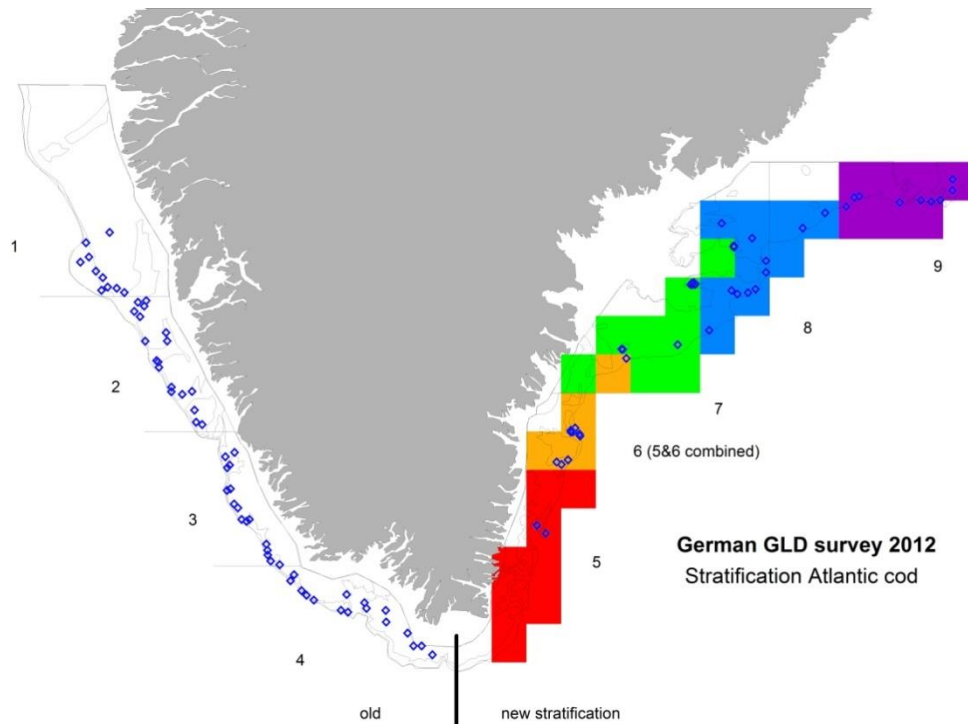 1
9
8
2
7
6 (5&6 combined)
3
German GLD survey 2012
5
Stratification Atlantic cod
4
old
new stratification